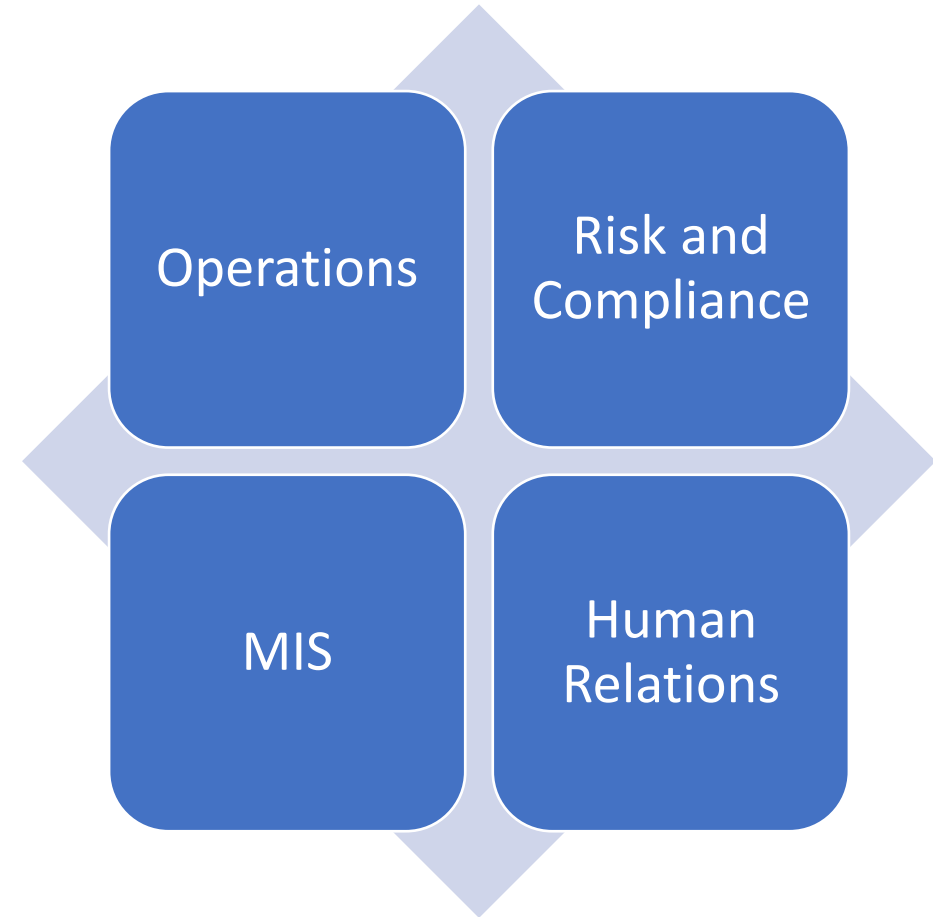 Operations
Risk and
Compliance
MIS
Human
Relations